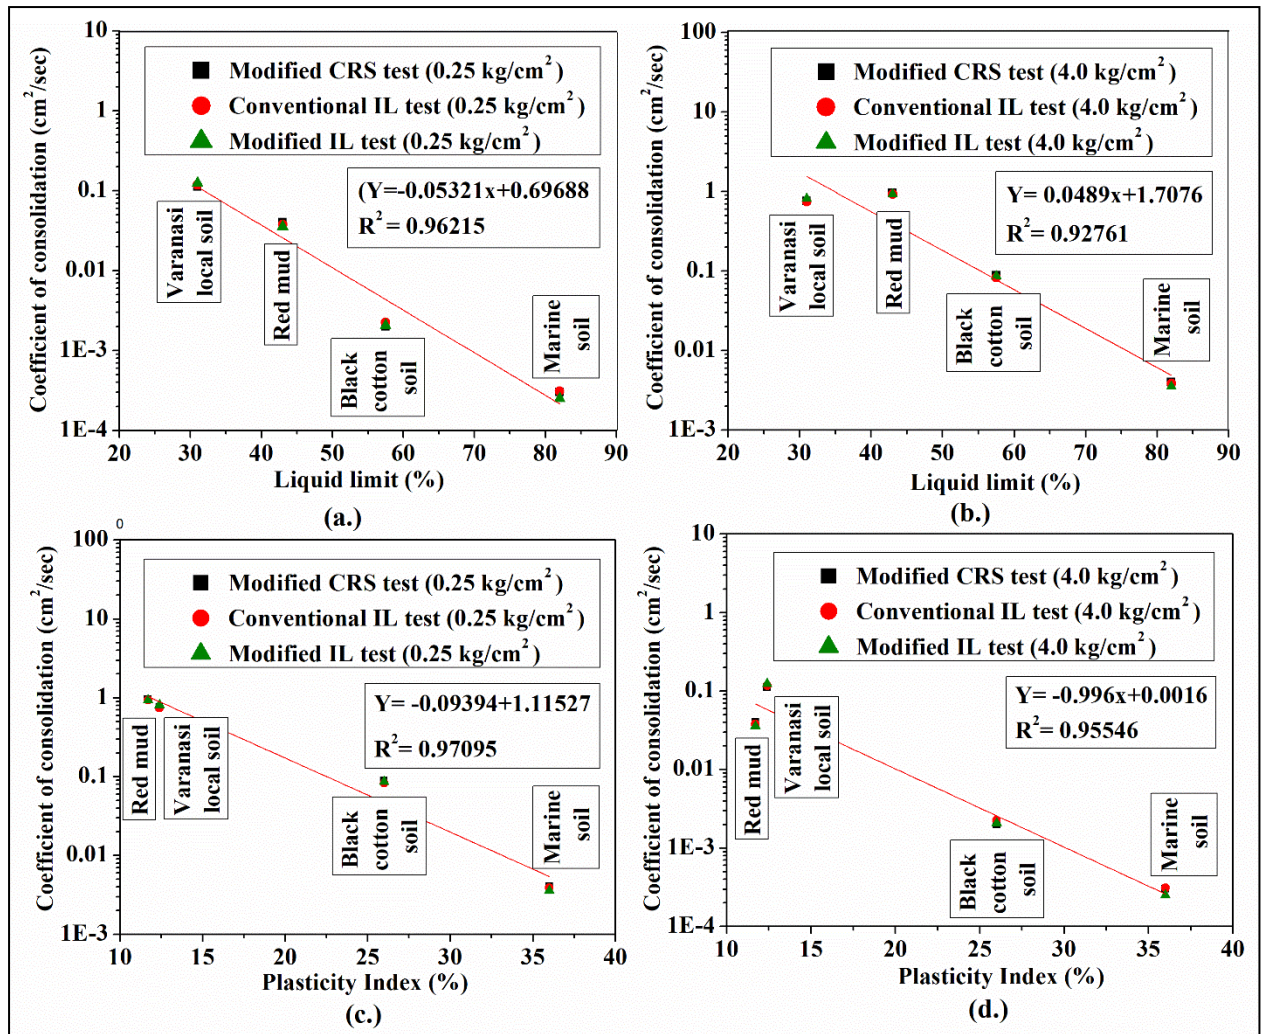 Coefficient of consolidation (cm²/sec)
10
1
0.1
0.01
1E-3
1E-4
Modified CRS test (0.25 kg/cm²)
Conventional IL test (0.25 kg/cm²)
Modified IL test (0.25 kg/cm²)
(Y=-0.05321x+0.69688
R²= 0.96215
Varanasi
local soil
Red mud
Black
cotton
soil
Marine
soil
20 30 40 50 60 70 80 90
Liquid limit (%)
(a.)
Coefficient of consolidation (cm²/sec)
100
10
1
0.1
0.01
1E-3
Modified CRS test (4.0 kg/cm²)
Conventional IL test (4.0 kg/cm²)
Modified IL test (4.0 kg/cm²)
Y= 0.0489x+1.7076
R²= 0.92761
Varanasi
local soil
Red mud
Black
cotton
soil
Marine
soil
20 30 40 50 60 70 80 90
Liquid limit (%)
(b.)
0
Coefficient of consolidation (cm²/sec)
100
10
1
0.1
0.01
1E-3
Modified CRS test (0.25 kg/cm²)
Conventional IL test (0.25 kg/cm²)
Modified IL test (0.25 kg/cm²)
Y= -0.09394+1.11527
R²= 0.97095
Red mud
Varanasi
local soil
Black
cotton
soil
Marine
soil
10 15 20 25 30 35 40
Plasticity Index (%)
(c.)
Coefficient of consolidation (cm²/sec)
10
1
0.1
0.01
1E-3
1E-4
Modified CRS test (4.0 kg/cm²)
Conventional IL test (4.0 kg/cm²)
Modified IL test (4.0 kg/cm²)
Y= -0.996x+0.0016
R²= 0.95546
Red mud
Varanasi
local soil
Black
cotton
soil
Marine
soil
10 15 20 25 30 35 40
Plasticity Index (%)
(d.)